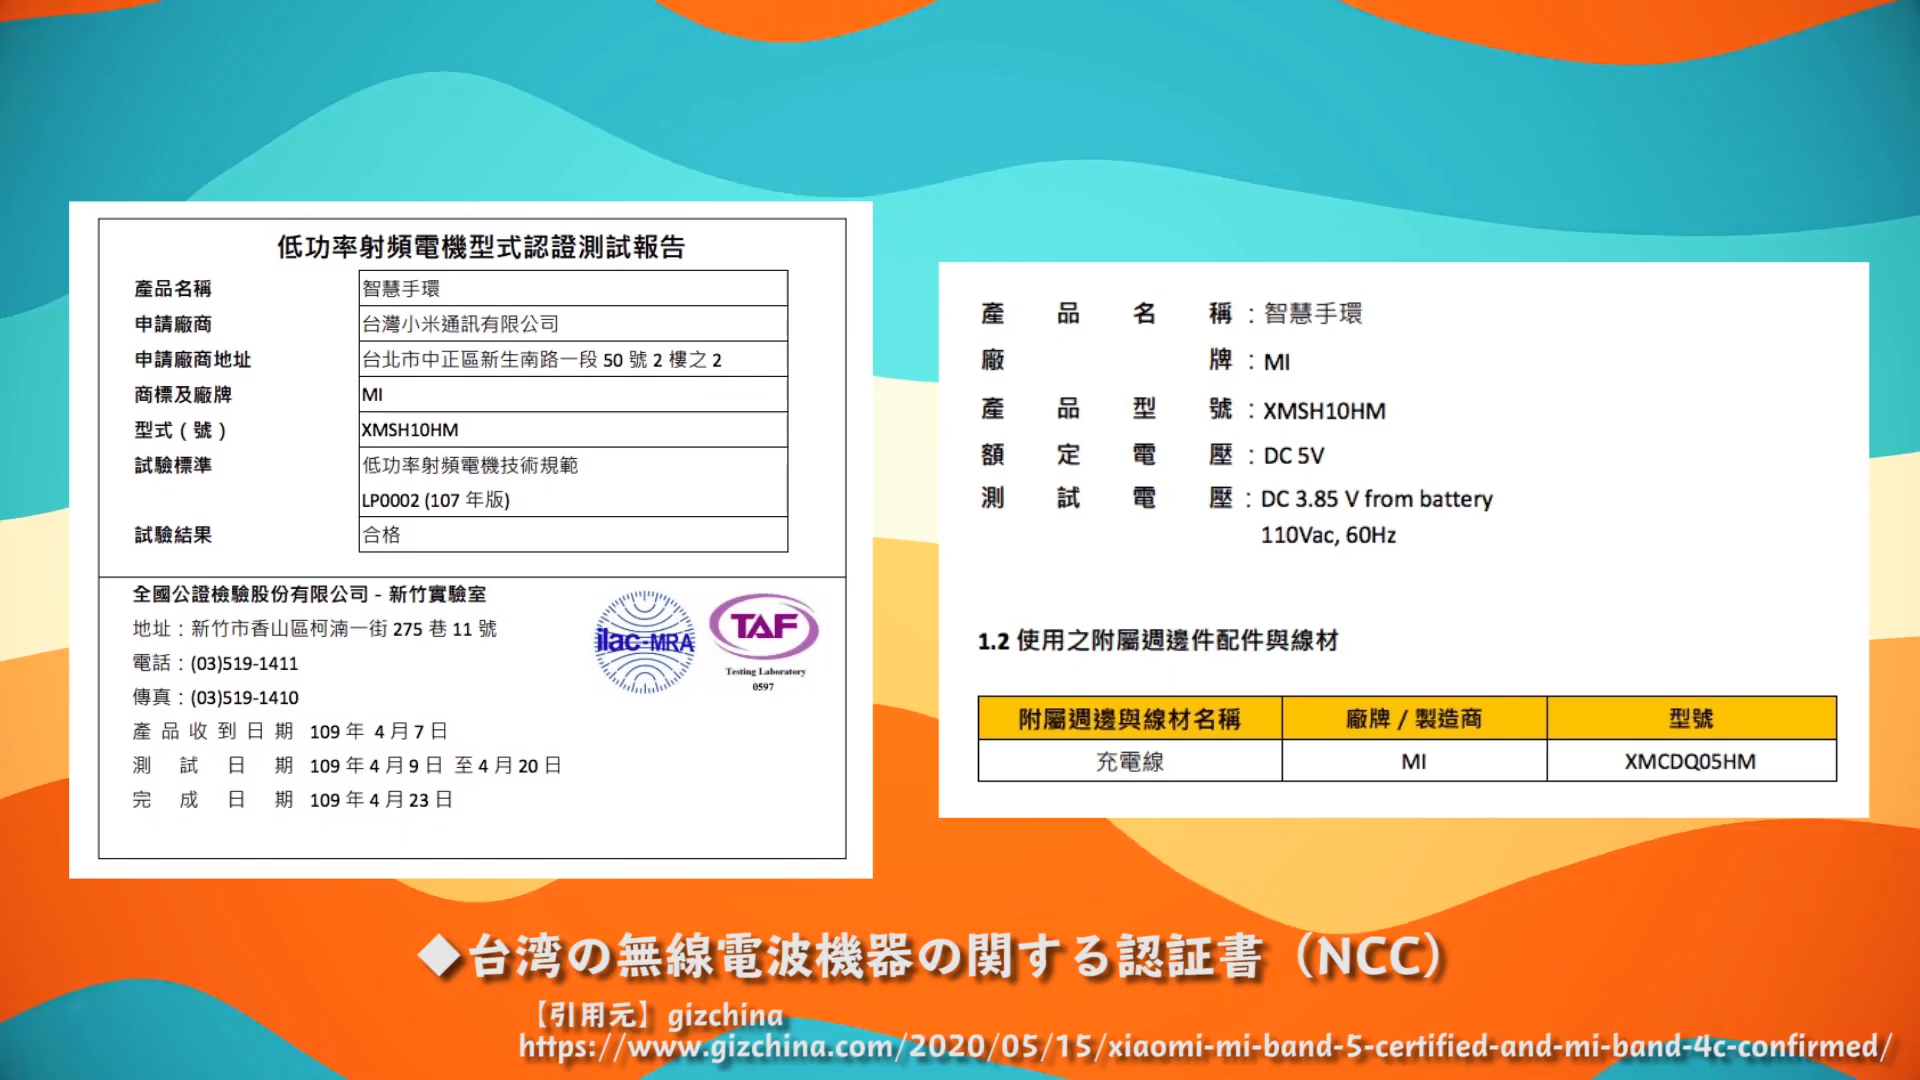 低功率射頻電機型式認證測試報告
產品名稱 智慧手環
申請廠商 台灣小米通訊有限公司
申請廠商地址 台北市中正區新生南路一段 50 號 2 樓之 2
商標及廠牌 MI
型式 ( 號 ) XMSH10HM
試驗標準 低功率射頻電機技術規範
LP0002 (107 年版)
試驗結果 合格
全國公證檢驗股份有限公司 - 新竹實驗室
地址：新竹市香山區柯湳一街 275 巷 11 號
電話：(03)519-1411
傳真：(03)519-1410
產品收到日期 109 年 4 月 7 日
測試日期 109 年 4 月 9 日 至 4 月 20 日
完成日期 109 年 4 月 23 日
ilac-MRA
TAF
Testing Laboratory
0597
產品名稱：智慧手環
廠牌：MI
產品型號：XMSH10HM
額定電壓：DC 5V
測試電壓：DC 3.85 V from battery
110Vac, 60Hz
1.2 使用之附屬週邊件配件與線材
附屬週邊與線材名稱 廠牌 / 製造商 型號
充電線 MI XMCDQ05HM
◆台湾の無線電波機器の関する認証書（NCC）
【引用元】gizchina
https://www.gizchina.com/2020/05/15/xiaomi-mi-band-5-certified-and-mi-band-4c-confirmed/